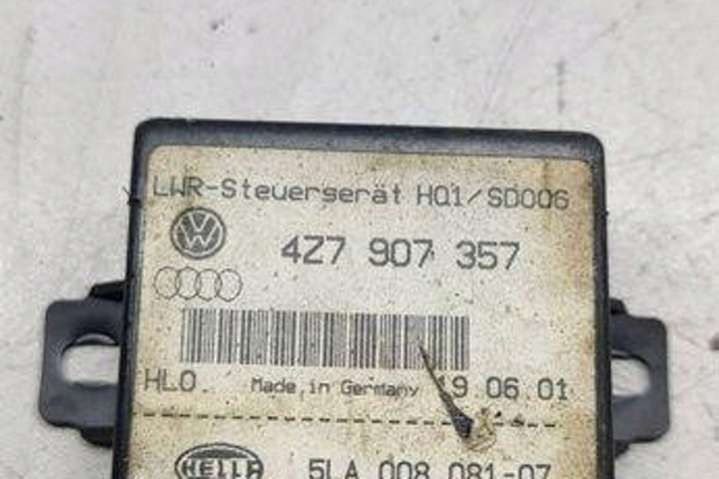 LWR-Steuergerät HQ1/SD006
4Z7 907 357
HLO. Made in Germany 19.06.01
HELLA 5LA 008 081-07